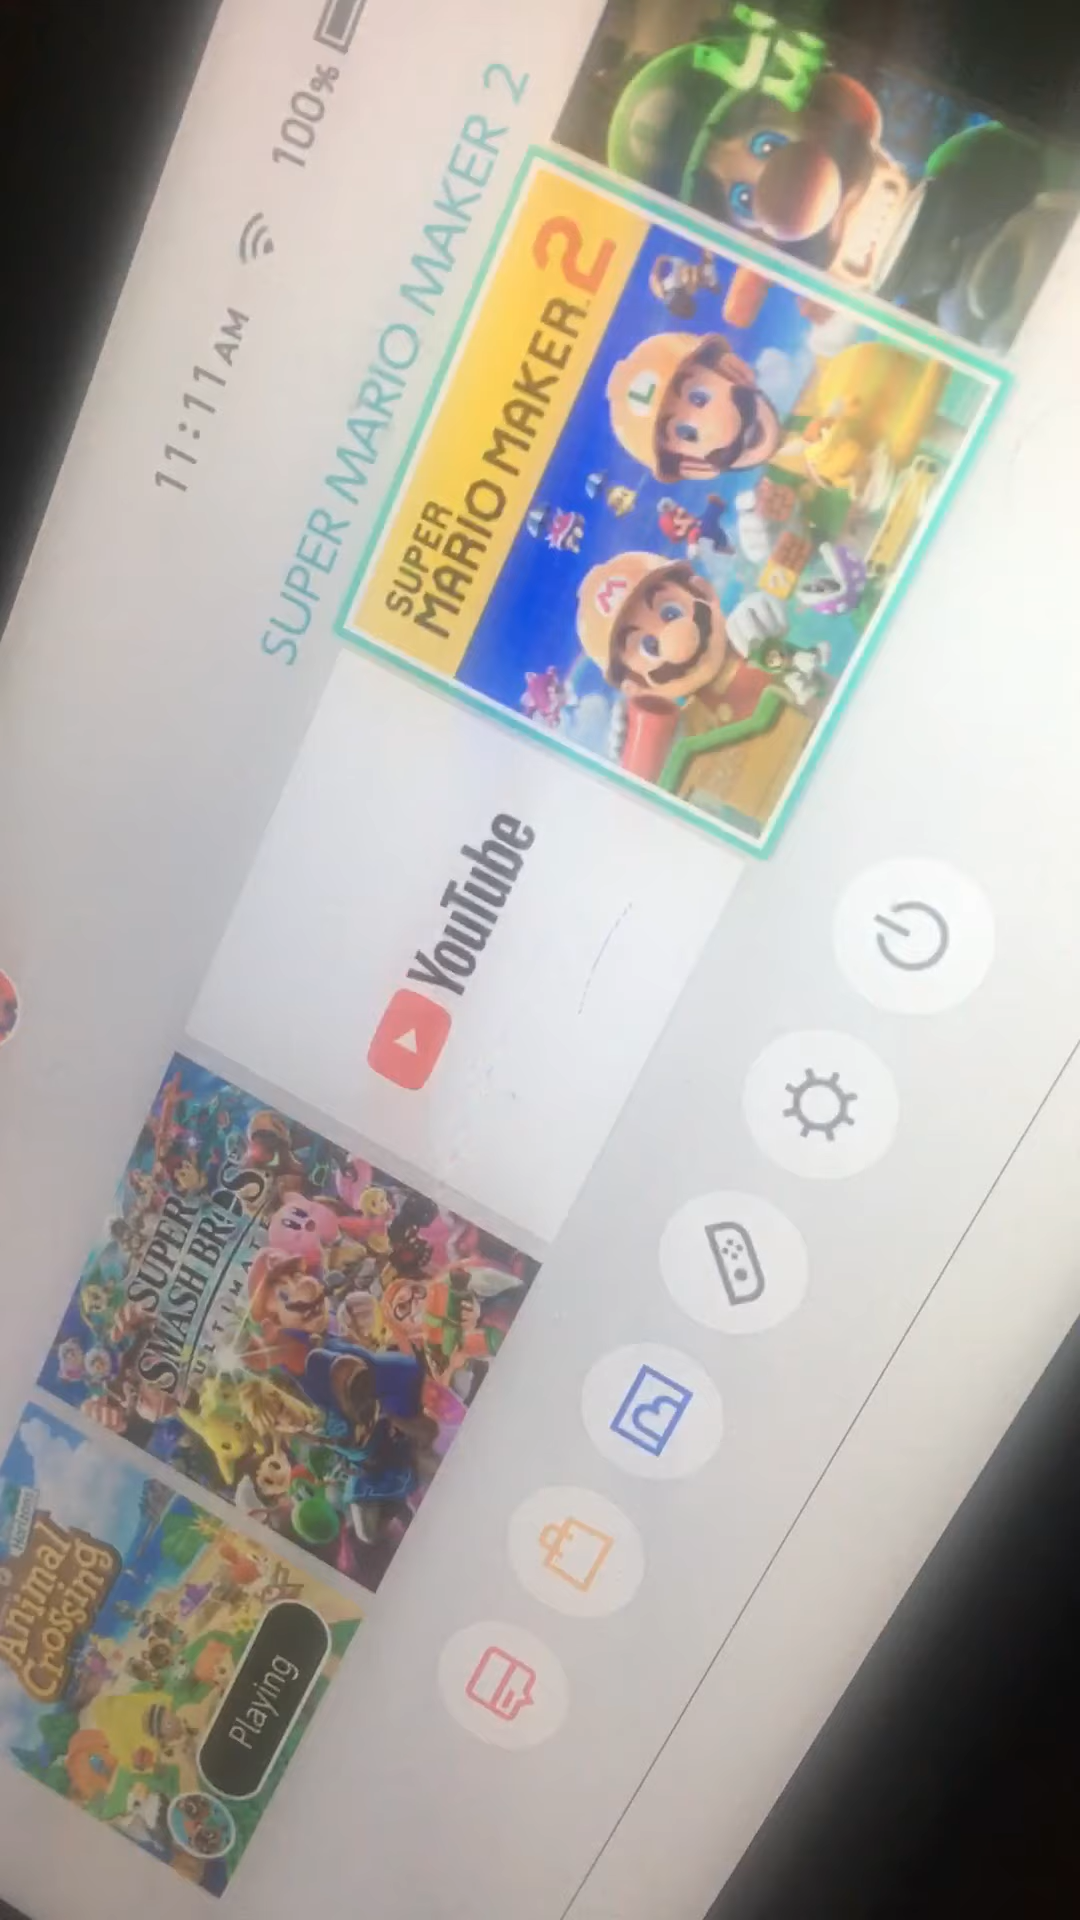 11:11 AM
100%
SUPER MARIO MAKER 2
Horizons
Animal
Crossing
Playing
SUPER
SMASH BROS.
ULTIMATE
YouTube
SUPER
MARIO MAKER 2
L
M